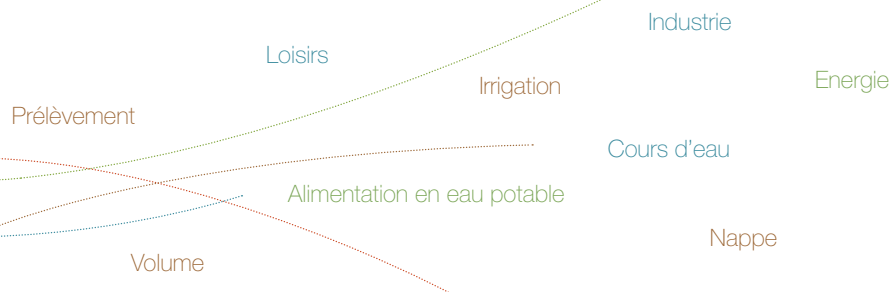 Industrie
Loisirs
Energie
Irrigation
Prélèvement
Cours d'eau
Alimentation en eau potable
Nappe
Volume